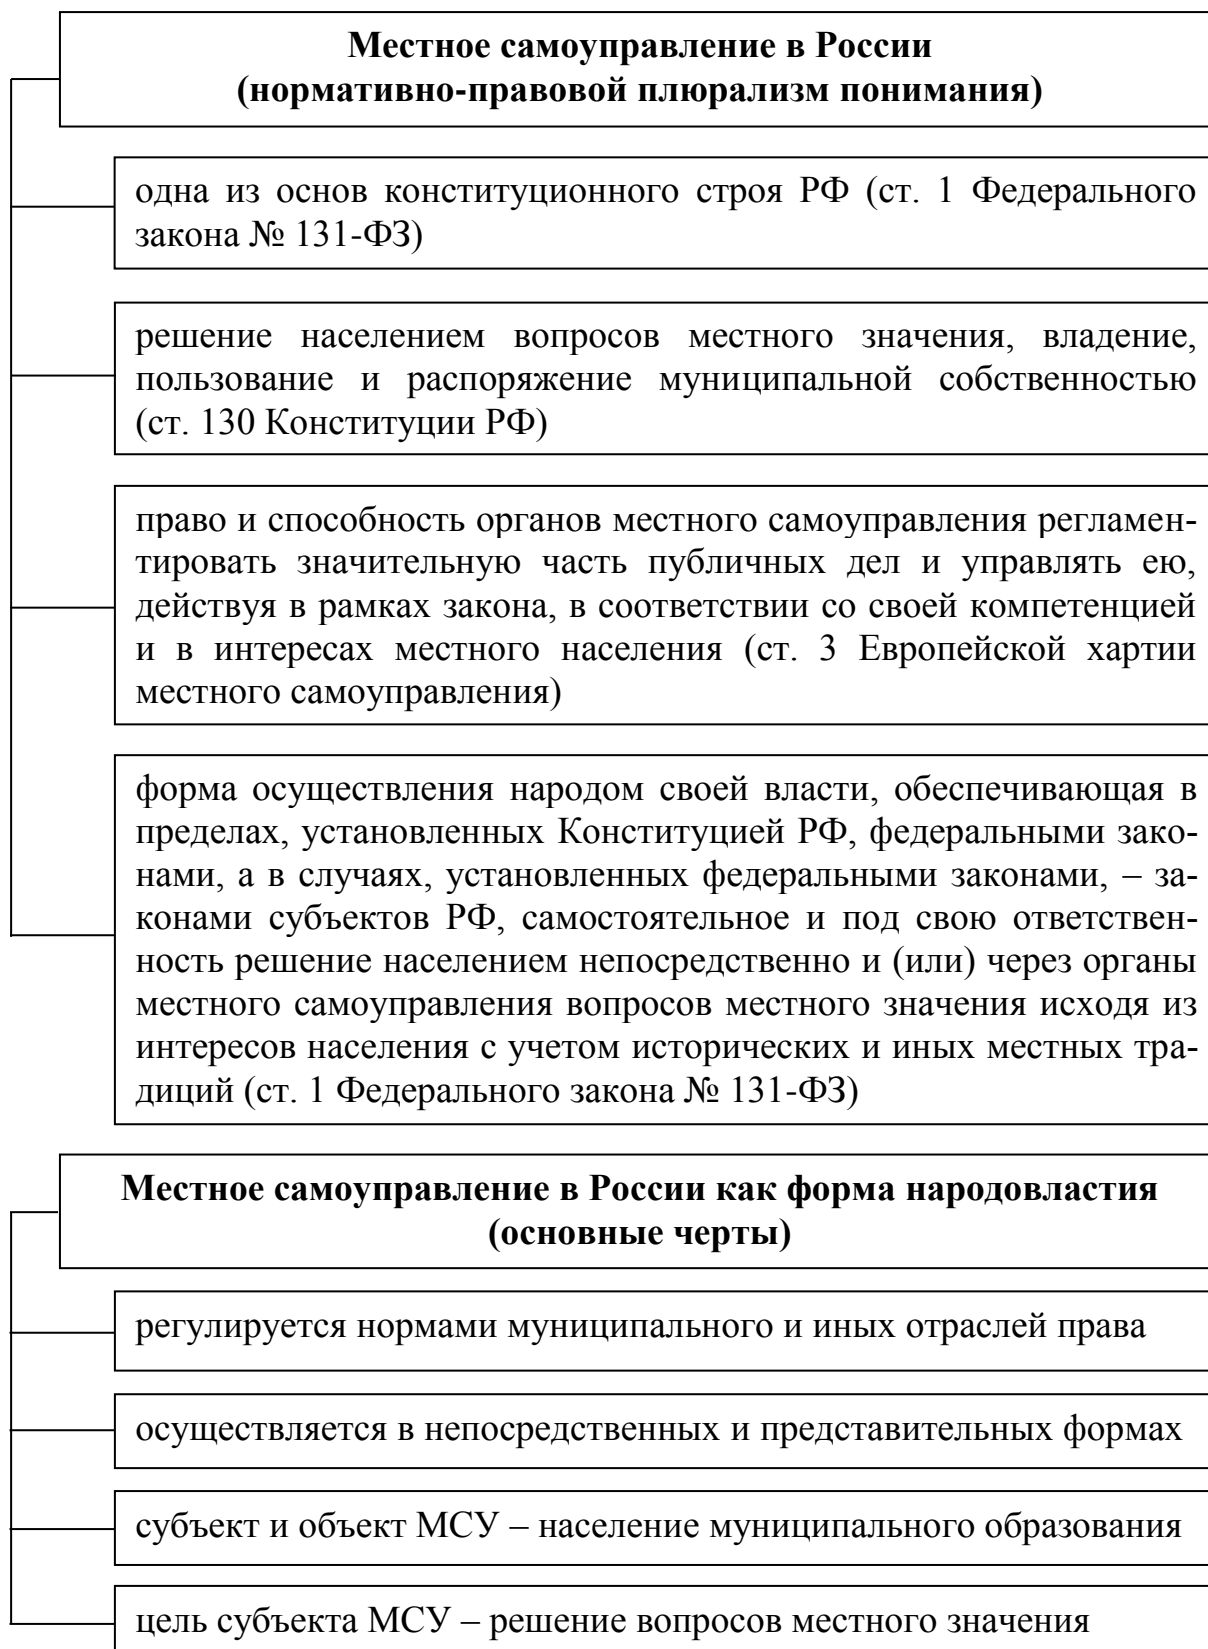 Местное самоуправление в России
(нормативно-правовой плюрализм понимания)
одна из основ конституционного строя РФ (ст. 1 Федерального
закона № 131-ФЗ)
решение населением вопросов местного значения, владение,
пользование и распоряжение муниципальной собственностью
(ст. 130 Конституции РФ)
право и способность органов местного самоуправления регламен-
тировать значительную часть публичных дел и управлять ею,
действуя в рамках закона, в соответствии со своей компетенцией
и в интересах местного населения (ст. 3 Европейской хартии
местного самоуправления)
форма осуществления народом своей власти, обеспечивающая в
пределах, установленных Конституцией РФ, федеральными зако-
нами, а в случаях, установленных федеральными законами, – за-
конами субъектов РФ, самостоятельное и под свою ответствен-
ность решение населением непосредственно и (или) через органы
местного самоуправления вопросов местного значения исходя из
интересов населения с учетом исторических и иных местных тра-
диций (ст. 1 Федерального закона № 131-ФЗ)
Местное самоуправление в России как форма народовластия
(основные черты)
регулируется нормами муниципального и иных отраслей права
осуществляется в непосредственных и представительных формах
субъект и объект МСУ – население муниципального образования
цель субъекта МСУ – решение вопросов местного значения